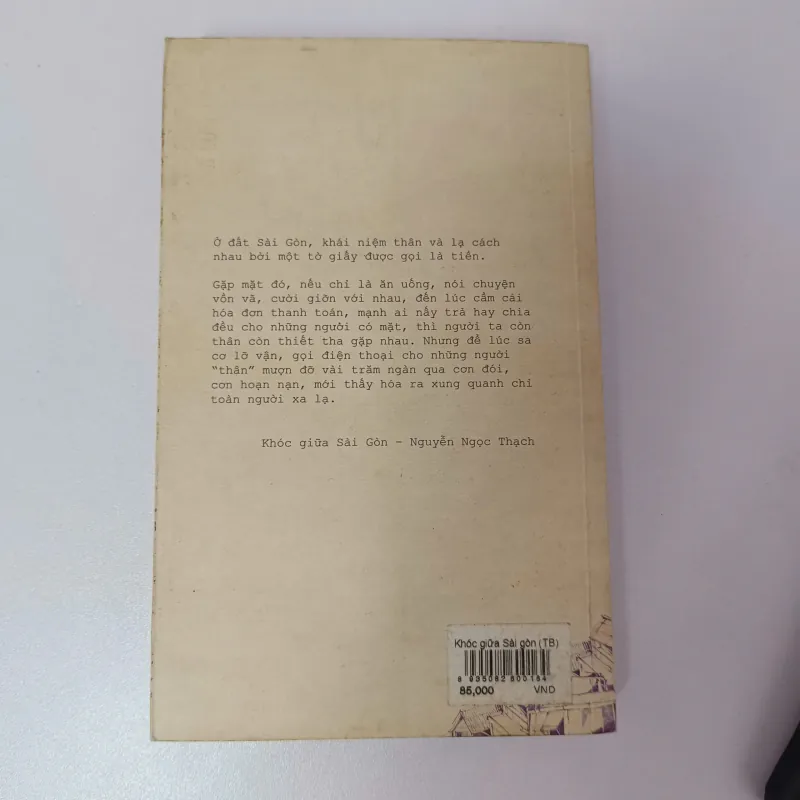 Ở đất Sài Gòn, khái niệm thân và lạ cách
nhau bởi một tờ giấy được gọi là tiền.
Gặp mặt đó, nếu chỉ là ăn uống, nói chuyện
vồn vã, cười giỡn với nhau, đến lúc cầm cái
hóa đơn thanh toán, mạnh ai nấy trả hay chia
đều cho những người có mặt, thì người ta còn
thân còn thiết tha gặp nhau. Nhưng để lúc sa
cơ lỡ vận, gọi điện thoại cho những người
“thân” mượn đỡ vài trăm ngàn qua cơn đói,
cơn hoạn nạn, mới thấy hóa ra xung quanh chỉ
toàn người xa lạ.
Khóc giữa Sài Gòn – Nguyễn Ngọc Thạch
Khóc giữa Sài gòn (TB)
8 935082 800164
85,000 VND